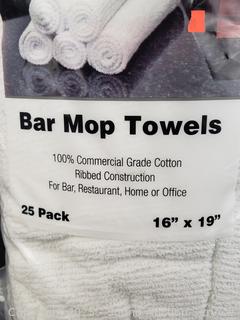 Bar Mop Towels
100% Commercial Grade Cotton
Ribbed Construction
For Bar, Restaurant, Home or Office
25 Pack 16" x 19"